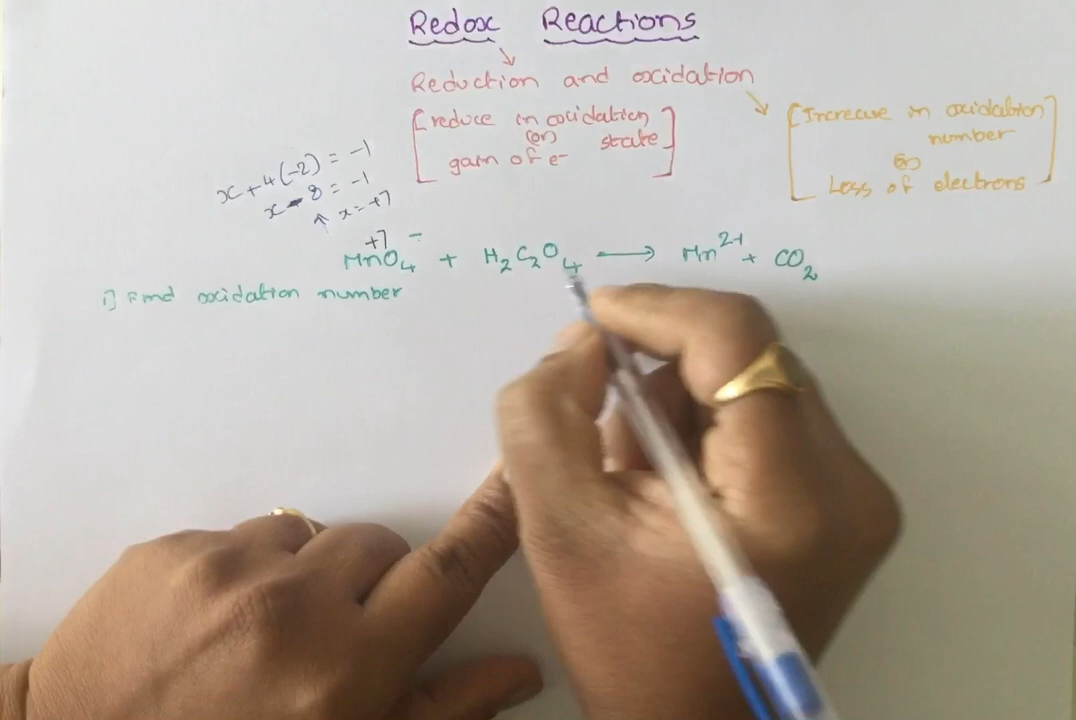 Redox Reactions
Reduction and oxidation
[reduce in oxidation
(or) state]
gain of e-
[Increase in oxidation
number
(or)
Loss of electrons]
x+4(-2) = -1
x-8 = -1
x=+7
+7
MnO4- + H2C2O4 → Mn2+ + CO2
1) Find oxidation number